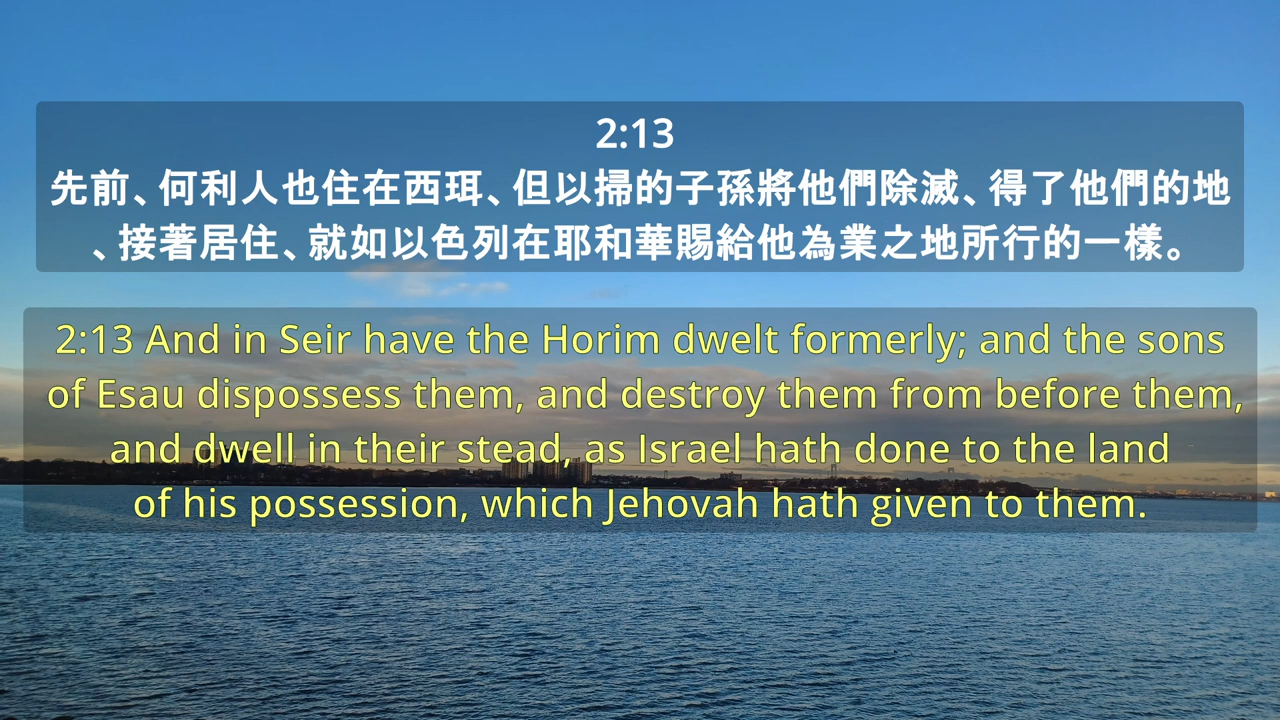 2:13
先前、何利人也住在西珥、但以掃的子孫將他們除滅、得了他們的地
、接著居住、就如以色列在耶和華賜給他為業之地所行的一樣。
2:13 And in Seir have the Horim dwelt formerly; and the sons
of Esau dispossess them, and destroy them from before them,
and dwell in their stead, as Israel hath done to the land
of his possession, which Jehovah hath given to them.